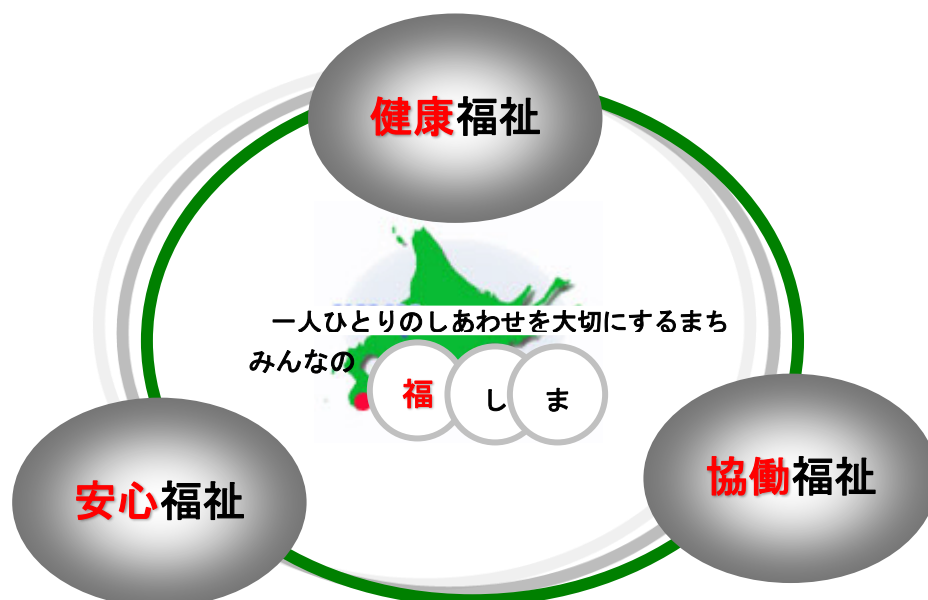 健康福祉
一人ひとりのしあわせを大切にするまち
みんなの
福しま
安心福祉
協働福祉